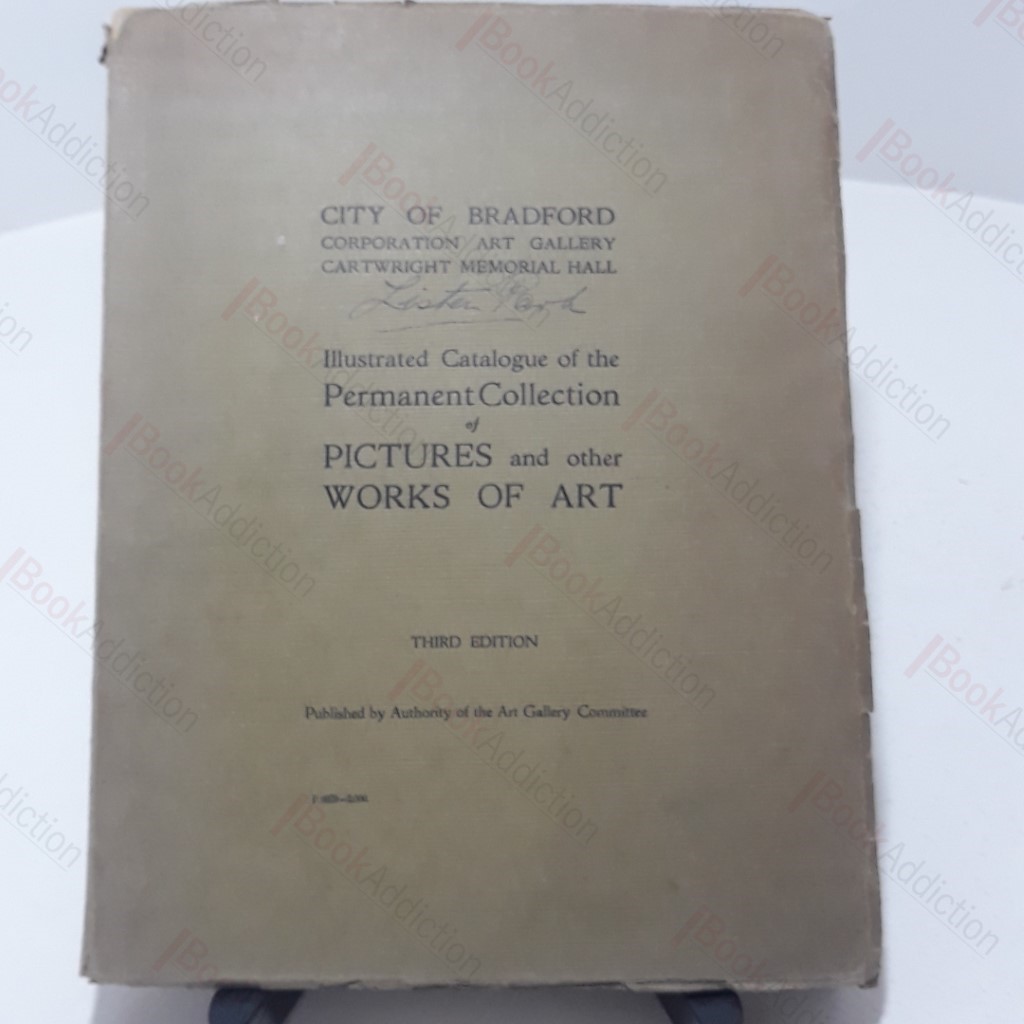 CITY OF BRADFORD
CORPORATION ART GALLERY
CARTWRIGHT MEMORIAL HALL
Lister Park
Illustrated Catalogue of the
Permanent Collection
of
PICTURES and other
WORKS OF ART
THIRD EDITION
Published by Authority of the Art Gallery Committee
BookAddiction